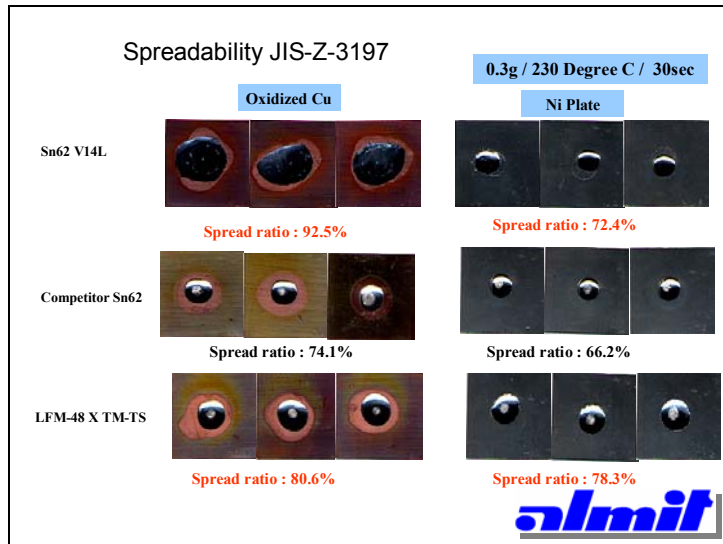 Spreadability JIS-Z-3197
0.3g / 230 Degree C / 30sec
Oxidized Cu
Ni Plate
Sn62 V14L
Spread ratio : 92.5%
Spread ratio : 72.4%
Competitor Sn62
Spread ratio : 74.1%
Spread ratio : 66.2%
LFM-48 X TM-TS
Spread ratio : 80.6%
Spread ratio : 78.3%
almit